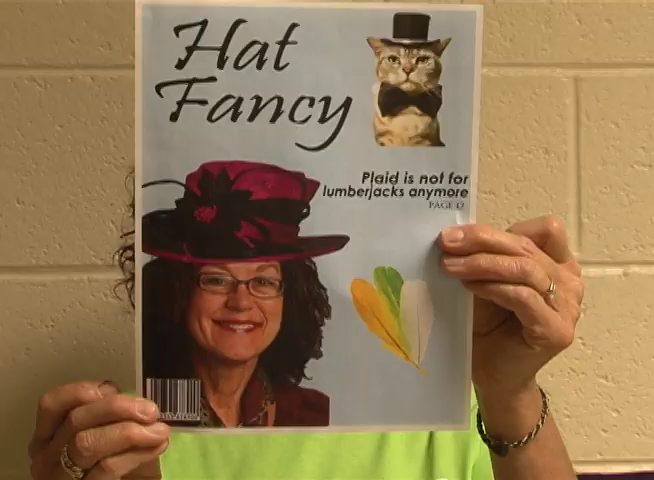 Hat
Fancy
Plaid is not for
lumberjacks anymore
PAGE 12